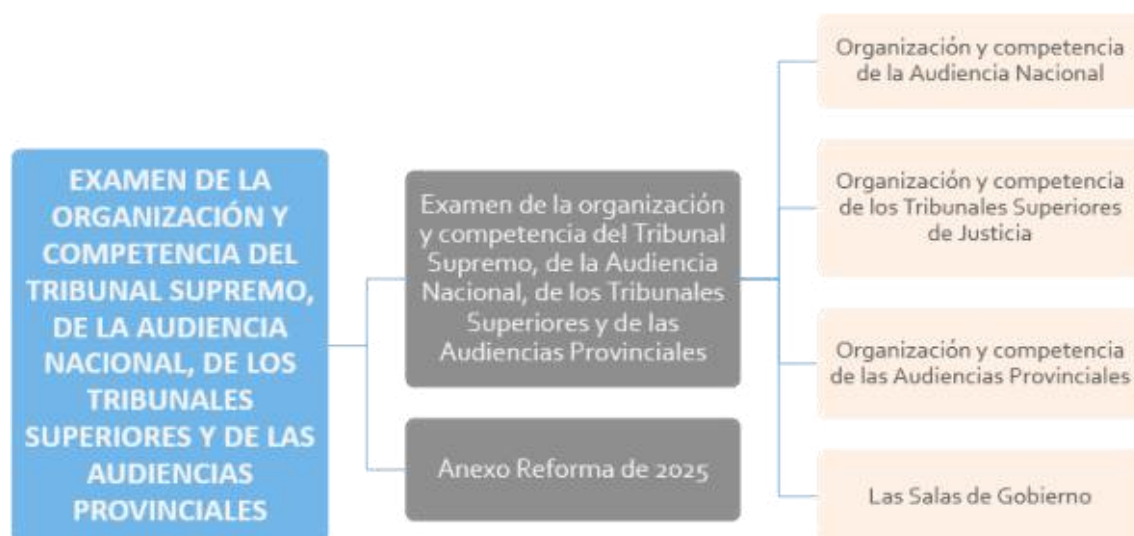 EXAMEN DE LA
ORGANIZACIÓN Y
COMPETENCIA DEL
TRIBUNAL SUPREMO,
DE LA AUDIENCIA
NACIONAL, DE LOS
TRIBUNALES
SUPERIORES Y DE LAS
AUDIENCIAS
PROVINCIALES
Examen de la organización
y competencia del Tribunal
Supremo, de la Audiencia
Nacional, de los Tribunales
Superiores y de las
Audiencias Provinciales
Anexo Reforma de 2025
Organización y competencia
de la Audiencia Nacional
Organización y competencia
de los Tribunales Superiores
de Justicia
Organización y competencia
de las Audiencias Provinciales
Las Salas de Gobierno